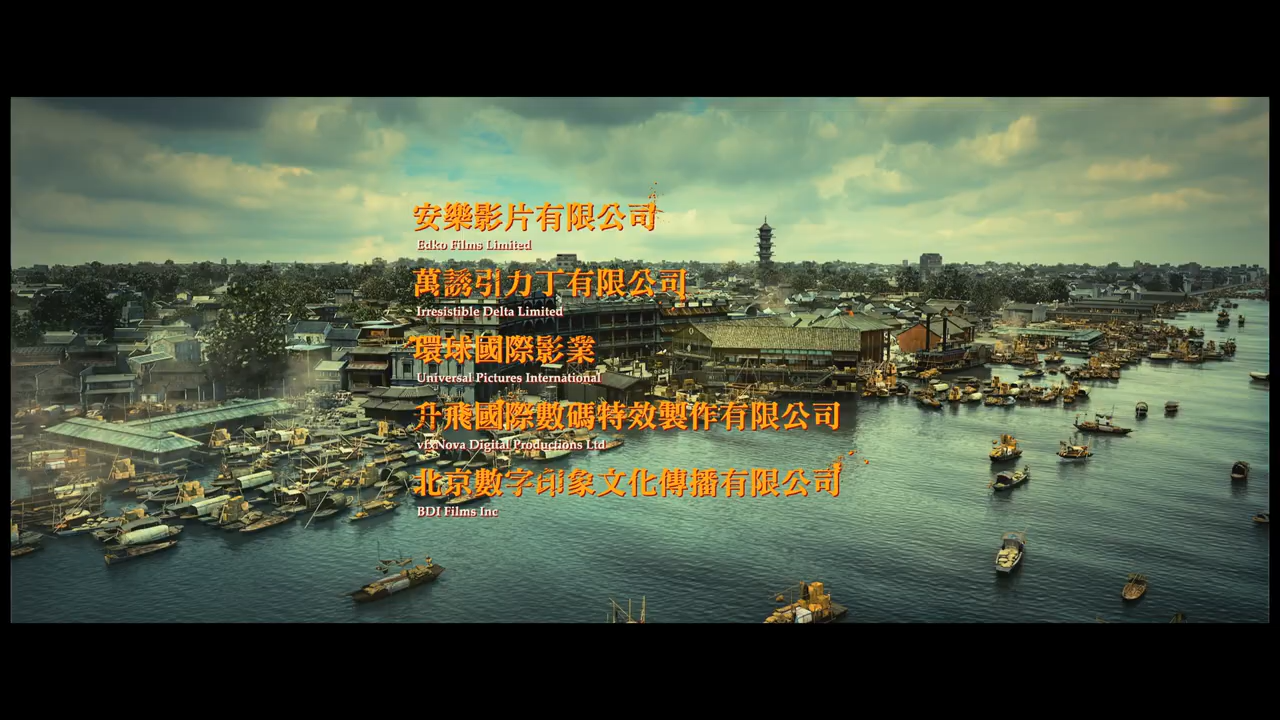 安樂影片有限公司
Edko Films Limited
萬誘引力丁有限公司
Irresistible Delta Limited
環球國際影業
Universal Pictures International
升飛國際數碼特效製作有限公司
vfxNova Digital Productions Ltd
北京數字印象文化傳播有限公司
BDI Films Inc